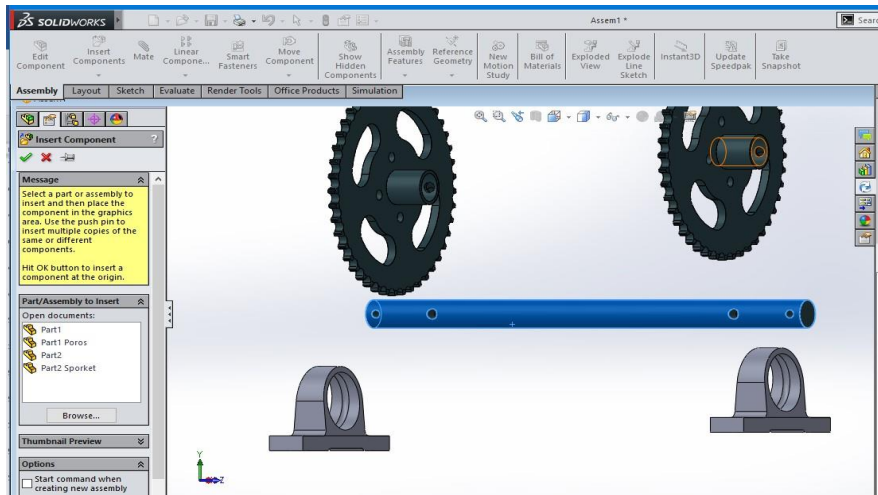 SOLIDWORKS
Assem1 *
Sear
Edit Component
Insert Components
Mate
Linear Compone...
Smart Fasteners
Move Component
Show Hidden Components
Assembly Features
Reference Geometry
New Motion Study
Bill of Materials
Exploded View
Explode Line Sketch
Instant3D
Update Speedpak
Take Snapshot
Assembly
Layout
Sketch
Evaluate
Render Tools
Office Products
Simulation
Insert Component
?
Message
Select a part or assembly to
insert and then place the
component in the graphics
area. Use the push pin to
insert multiple copies of the
same or different
components.
Hit OK button to insert a
component at the origin.
Part/Assembly to Insert
Open documents:
Part1
Part1 Poros
Part2
Part2 Sporket
Browse...
Thumbnail Preview
Options
Start command when
creating new assembly
Y
Z